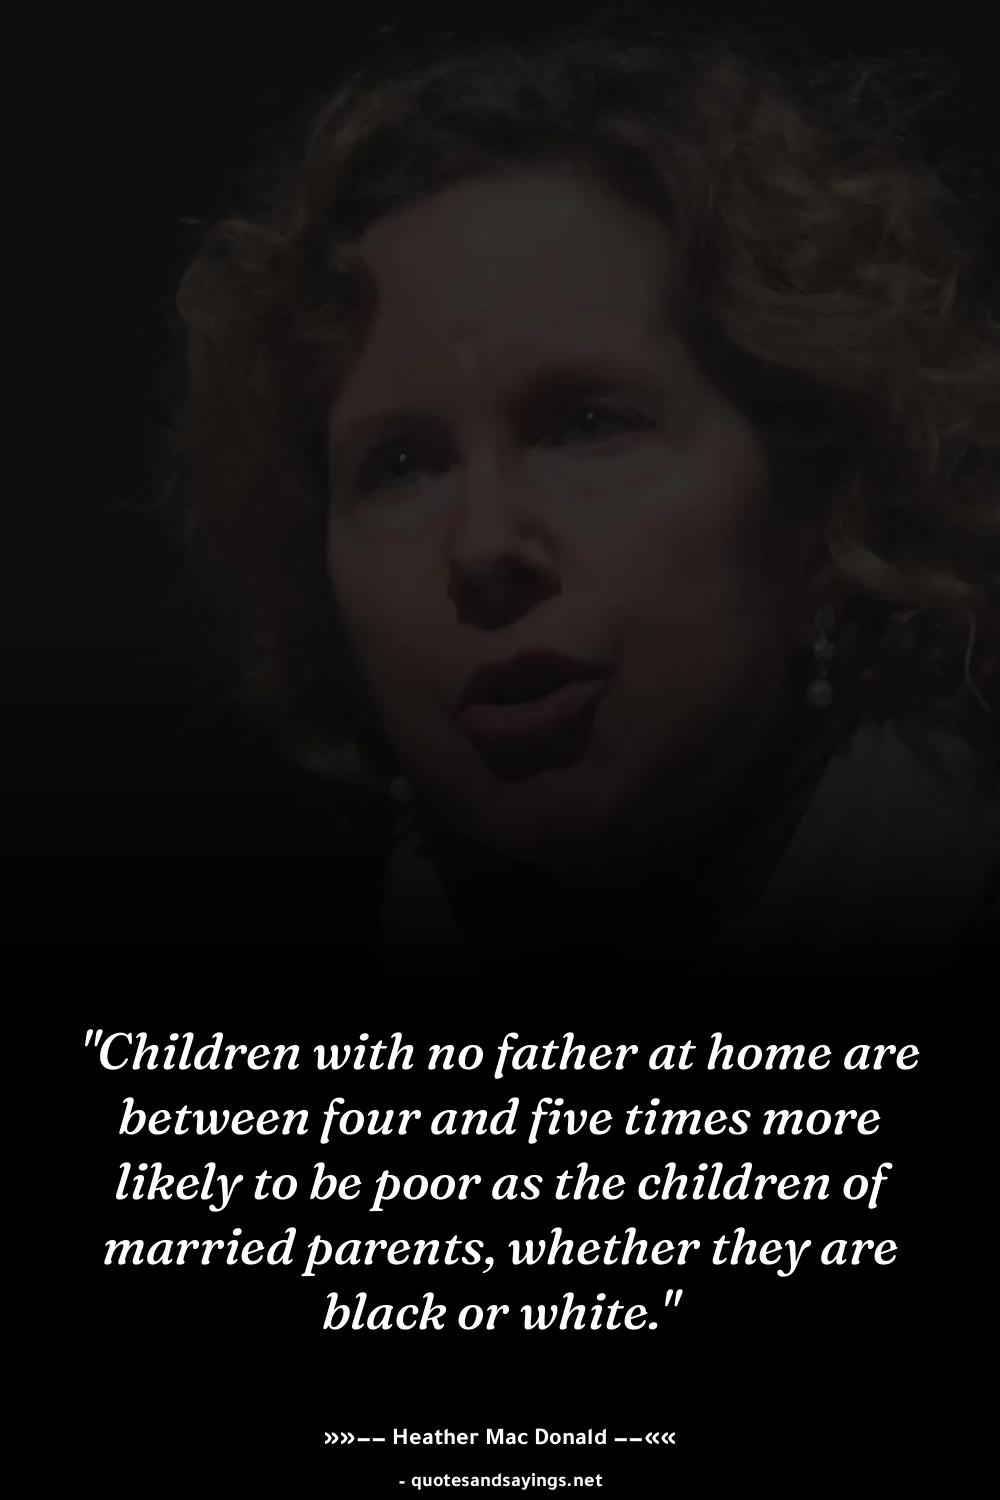 "Children with no father at home are
between four and five times more
likely to be poor as the children of
married parents, whether they are
black or white."
»»–– Heather Mac Donald ––««
- quotesandsayings.net